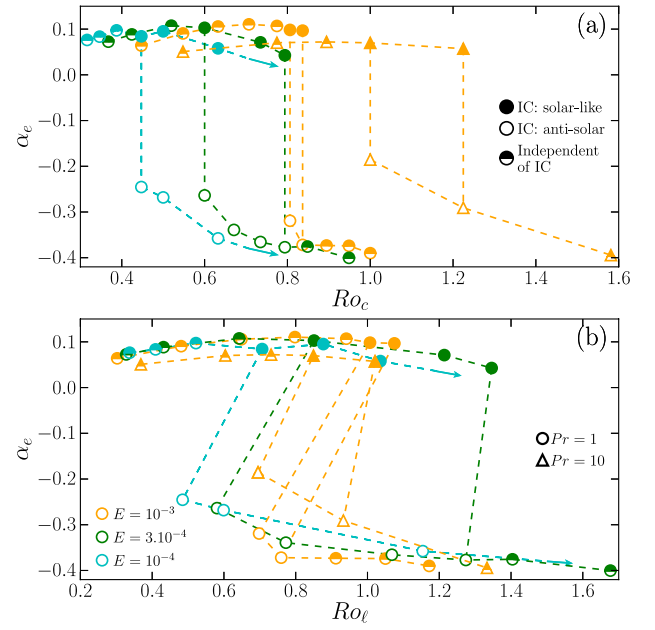 (a)
0.1
0.0
−0.1
−0.2
−0.3
−0.4
α_e
IC: solar-like
IC: anti-solar
Independent
of IC
0.4 0.6 0.8 1.0 1.2 1.4 1.6
Ro_c
(b)
0.1
0.0
−0.1
−0.2
−0.3
−0.4
α_e
Pr = 1
Pr = 10
E = 10⁻³
E = 3.10⁻⁴
E = 10⁻⁴
0.2 0.4 0.6 0.8 1.0 1.2 1.4 1.6
Ro_ℓ